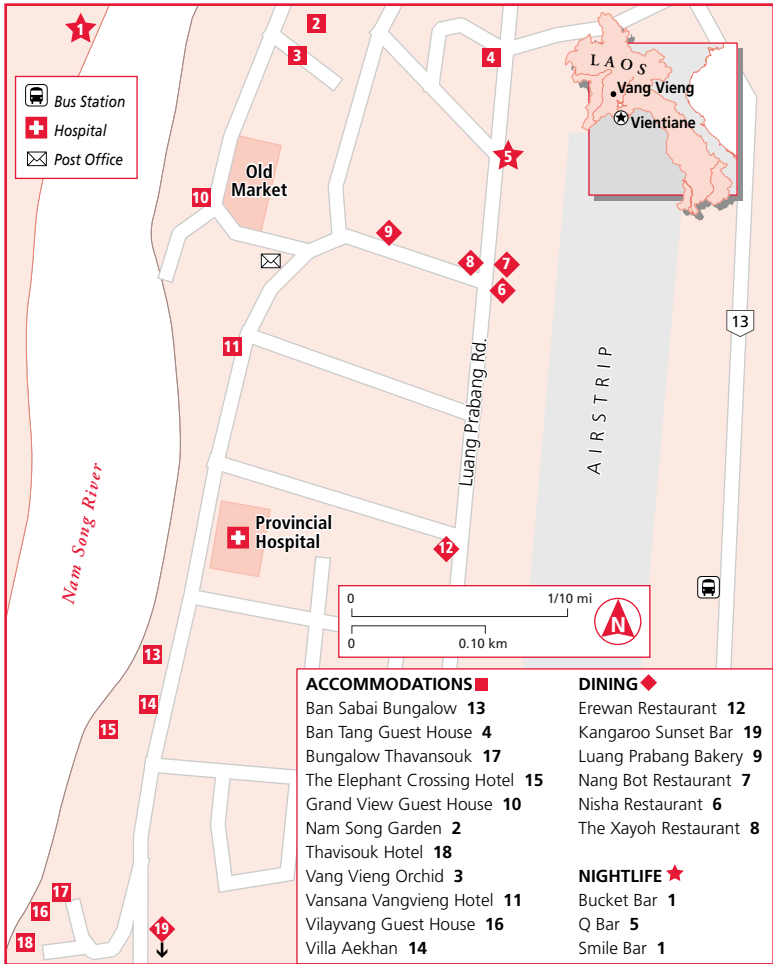 1
2
3
4
LAOS
Vang Vieng
Vientiane
Bus Station
Hospital
Post Office
5
Old
Market
10
9
8
7
6
13
11
Luang Prabang Rd.
AIRSTRIP
Nam Song River
Provincial
Hospital
12
0 1/10 mi
0 0.10 km
N
13
14
15
17
16
18
19
ACCOMMODATIONS
Ban Sabai Bungalow 13
Ban Tang Guest House 4
Bungalow Thavansouk 17
The Elephant Crossing Hotel 15
Grand View Guest House 10
Nam Song Garden 2
Thavisouk Hotel 18
Vang Vieng Orchid 3
Vansana Vangvieng Hotel 11
Vilayvang Guest House 16
Villa Aekhan 14
DINING
Erewan Restaurant 12
Kangaroo Sunset Bar 19
Luang Prabang Bakery 9
Nang Bot Restaurant 7
Nisha Restaurant 6
The Xayoh Restaurant 8
NIGHTLIFE
Bucket Bar 1
Q Bar 5
Smile Bar 1